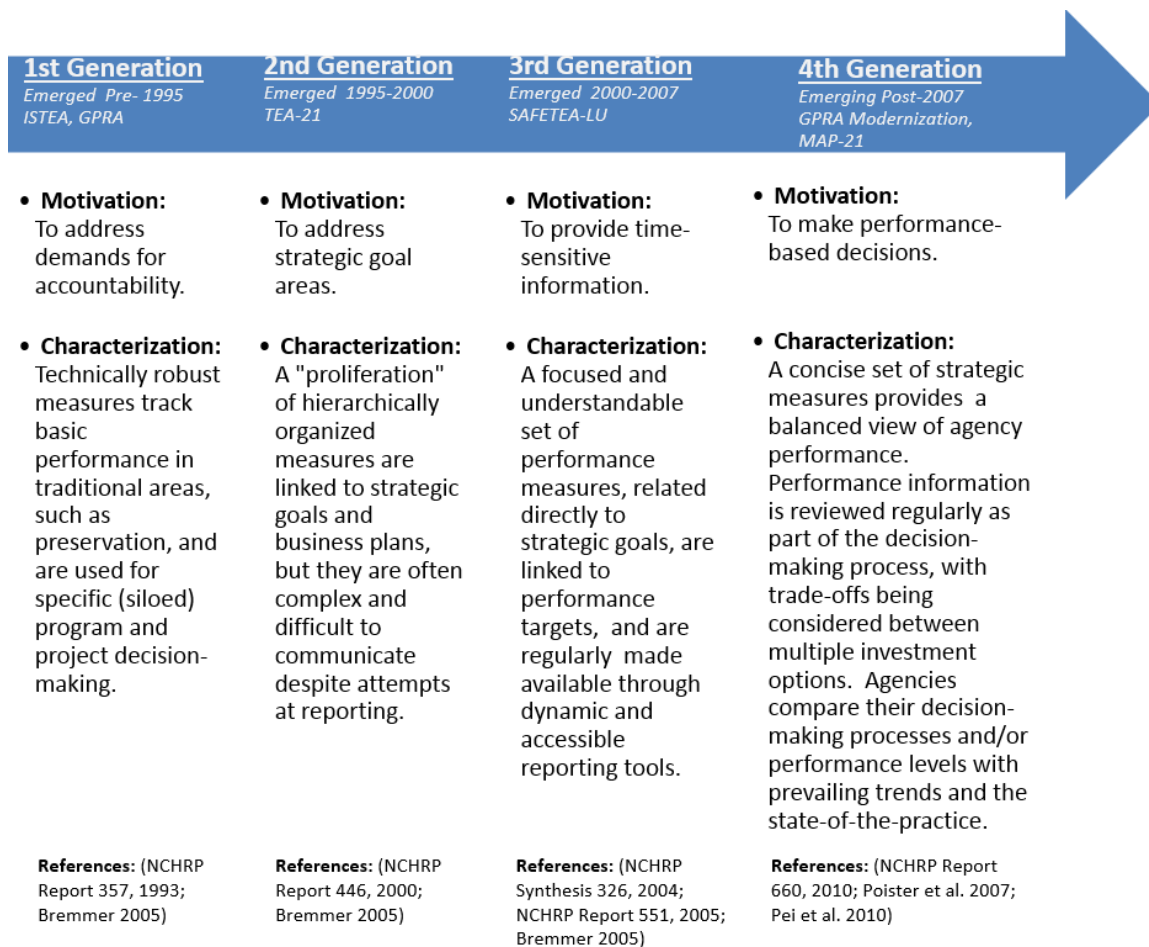 1st Generation
Emerged Pre- 1995
ISTEA, GPRA
2nd Generation
Emerged 1995-2000
TEA-21
3rd Generation
Emerged 2000-2007
SAFETEA-LU
4th Generation
Emerging Post-2007
GPRA Modernization,
MAP-21
• Motivation:
To address
demands for
accountability.
• Characterization:
Technically robust
measures track
basic
performance in
traditional areas,
such as
preservation, and
are used for
specific (siloed)
program and
project decision-
making.
References: (NCHRP
Report 357, 1993;
Bremmer 2005)
• Motivation:
To address
strategic goal
areas.
• Characterization:
A "proliferation"
of hierarchically
organized
measures are
linked to strategic
goals and
business plans,
but they are often
complex and
difficult to
communicate
despite attempts
at reporting.
References: (NCHRP
Report 446, 2000;
Bremmer 2005)
• Motivation:
To provide time-
sensitive
information.
• Characterization:
A focused and
understandable
set of
performance
measures, related
directly to
strategic goals, are
linked to
performance
targets, and are
regularly made
available through
dynamic and
accessible
reporting tools.
References: (NCHRP
Synthesis 326, 2004;
NCHRP Report 551, 2005;
Bremmer 2005)
• Motivation:
To make performance-
based decisions.
• Characterization:
A concise set of strategic
measures provides a
balanced view of agency
performance.
Performance information
is reviewed regularly as
part of the decision-
making process, with
trade-offs being
considered between
multiple investment
options. Agencies
compare their decision-
making processes and/or
performance levels with
prevailing trends and the
state-of-the-practice.
References: (NCHRP Report
660, 2010; Poister et al. 2007;
Pei et al. 2010)